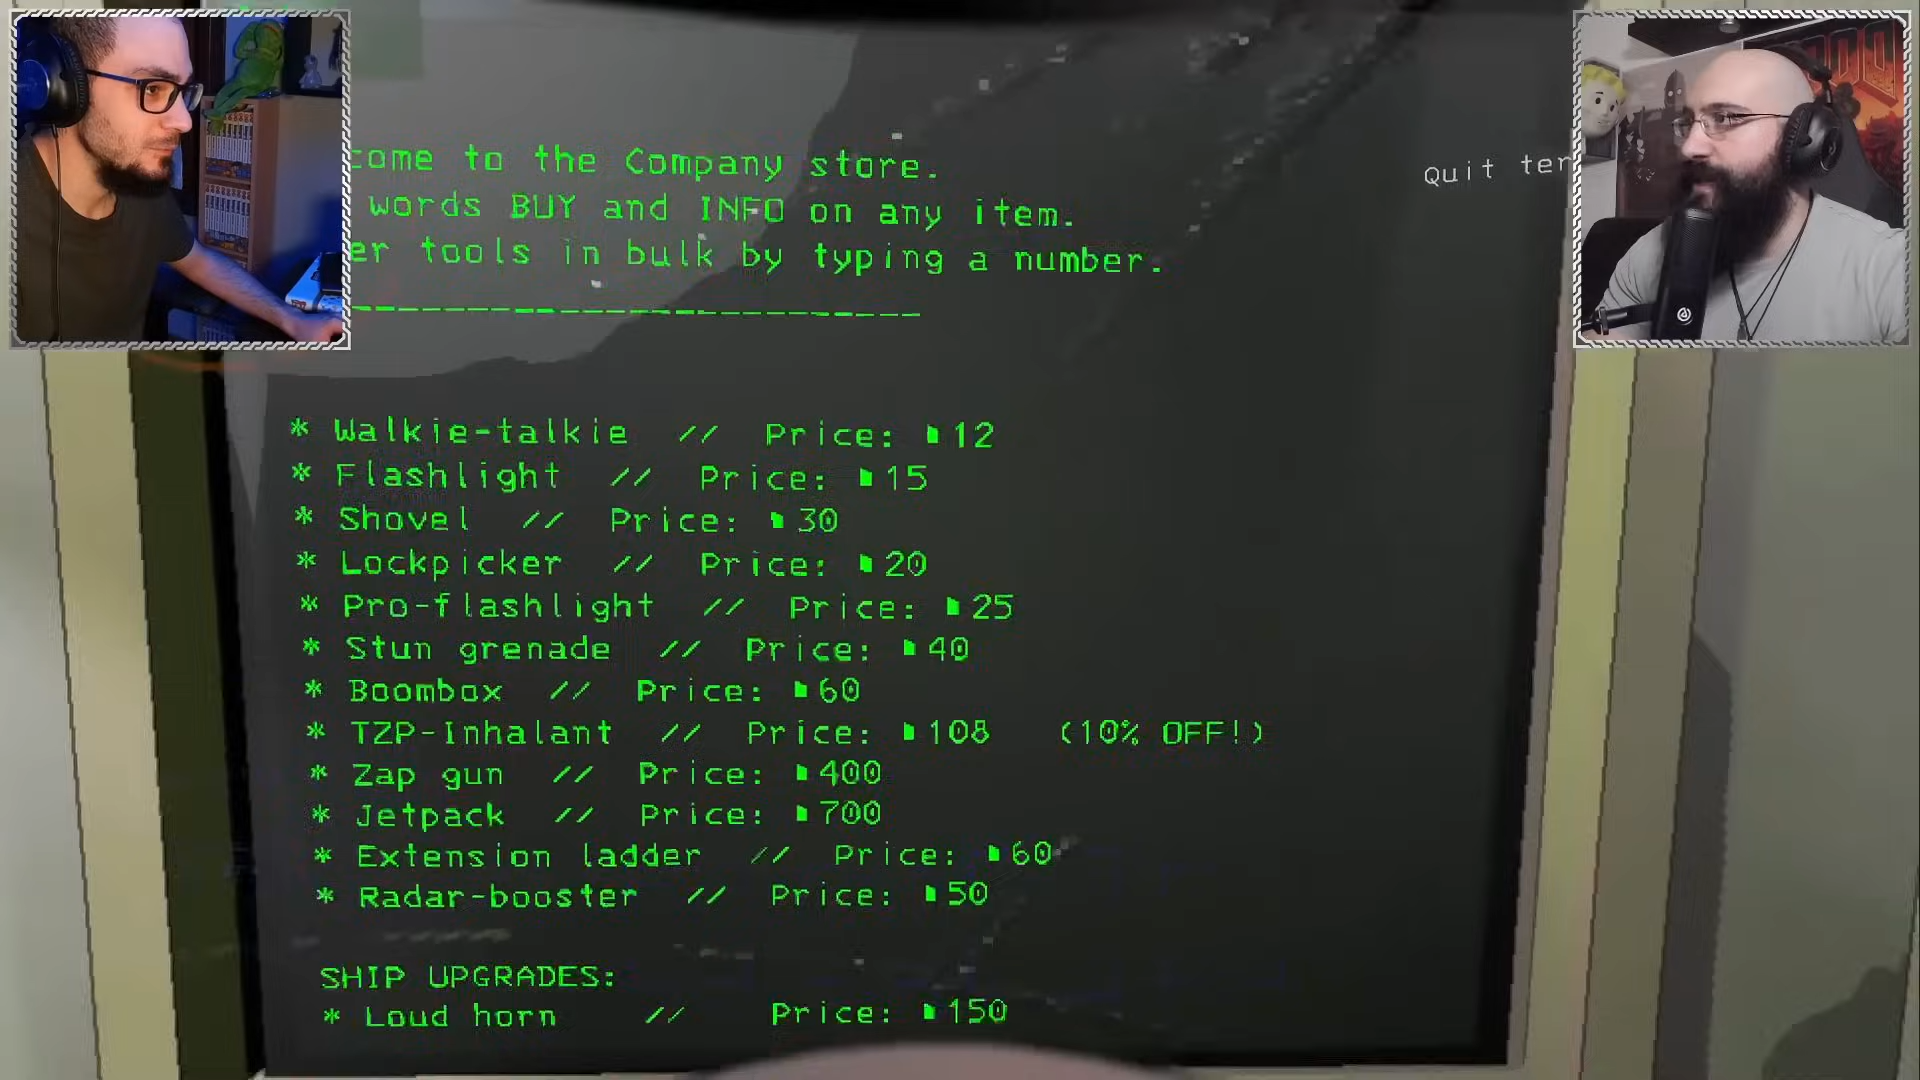 come to the Company store.
words BUY and INFO on any item.
er tools in bulk by typing a number.
----------------------------
Quit ter
* Walkie-talkie // Price: ▮12
* Flashlight // Price: ▮15
* Shovel // Price: ▮30
* Lockpicker // Price: ▮20
* Pro-flashlight // Price: ▮25
* Stun grenade // Price: ▮40
* Boombox // Price: ▮60
* TZP-Inhalant // Price: ▮108 (10% OFF!)
* Zap gun // Price: ▮400
* Jetpack // Price: ▮700
* Extension ladder // Price: ▮60
* Radar-booster // Price: ▮50
SHIP UPGRADES:
* Loud horn // Price: ▮150